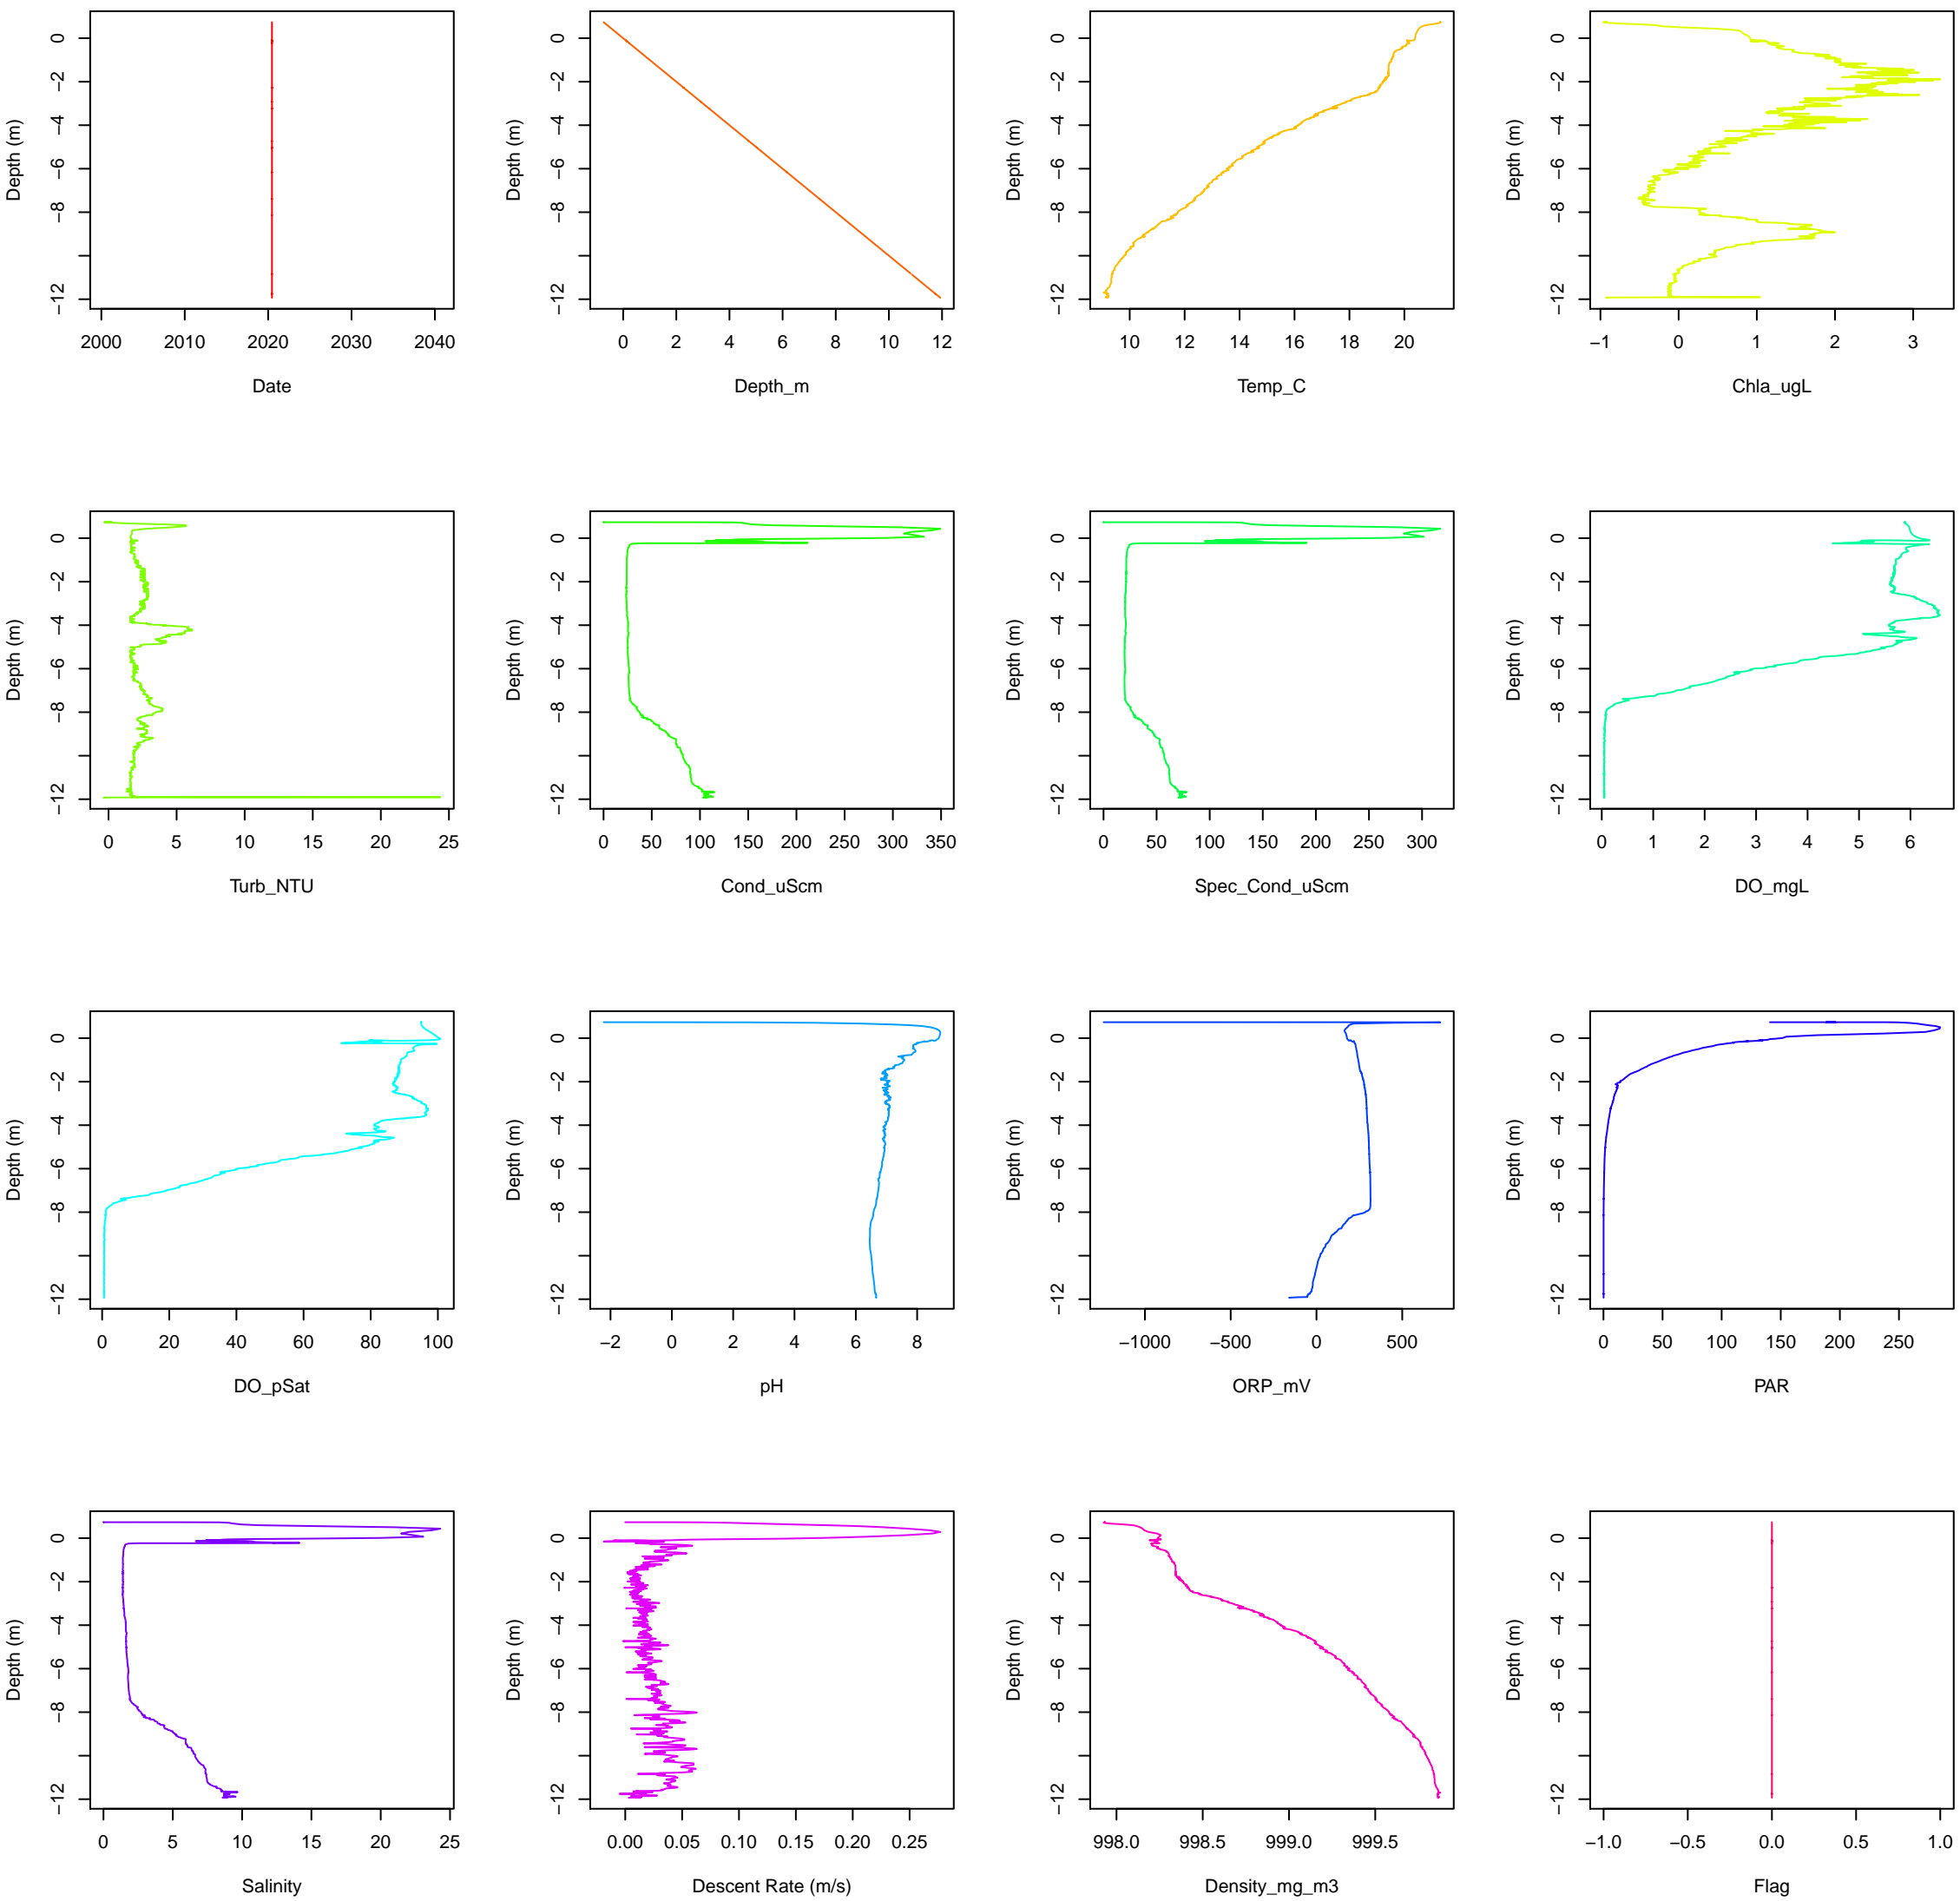 Depth (m)
−12 −8 −6 −4 −2 0
2000 2010 2020 2030 2040
Date
Depth (m)
−12 −8 −6 −4 −2 0
0 2 4 6 8 10 12
Depth_m
Depth (m)
−12 −8 −6 −4 −2 0
10 12 14 16 18 20
Temp_C
Depth (m)
−12 −8 −6 −4 −2 0
−1 0 1 2 3
Chla_ugL
Depth (m)
−12 −8 −6 −4 −2 0
0 5 10 15 20 25
Turb_NTU
Depth (m)
−12 −8 −6 −4 −2 0
0 50 100 150 200 250 300 350
Cond_uScm
Depth (m)
−12 −8 −6 −4 −2 0
0 50 100 150 200 250 300
Spec_Cond_uScm
Depth (m)
−12 −8 −6 −4 −2 0
0 1 2 3 4 5 6
DO_mgL
Depth (m)
−12 −8 −6 −4 −2 0
0 20 40 60 80 100
DO_pSat
Depth (m)
−12 −8 −6 −4 −2 0
−2 0 2 4 6 8
pH
Depth (m)
−12 −8 −6 −4 −2 0
−1000 −500 0 500
ORP_mV
Depth (m)
−12 −8 −6 −4 −2 0
0 50 100 150 200 250
PAR
Depth (m)
−12 −8 −6 −4 −2 0
0 5 10 15 20 25
Salinity
Depth (m)
−12 −8 −6 −4 −2 0
0.00 0.05 0.10 0.15 0.20 0.25
Descent Rate (m/s)
Depth (m)
−12 −8 −6 −4 −2 0
998.0 998.5 999.0 999.5
Density_mg_m3
Depth (m)
−12 −8 −6 −4 −2 0
−1.0 −0.5 0.0 0.5 1.0
Flag